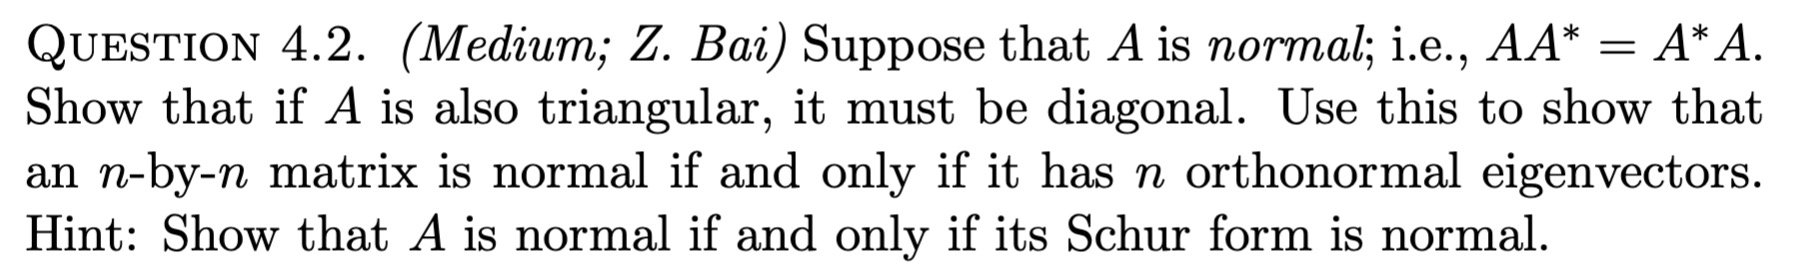 QUESTION 4.2. (Medium; Z. Bai) Suppose that A is normal; i.e., AA* = A*A.
Show that if A is also triangular, it must be diagonal. Use this to show that
an n-by-n matrix is normal if and only if it has n orthonormal eigenvectors.
Hint: Show that A is normal if and only if its Schur form is normal.